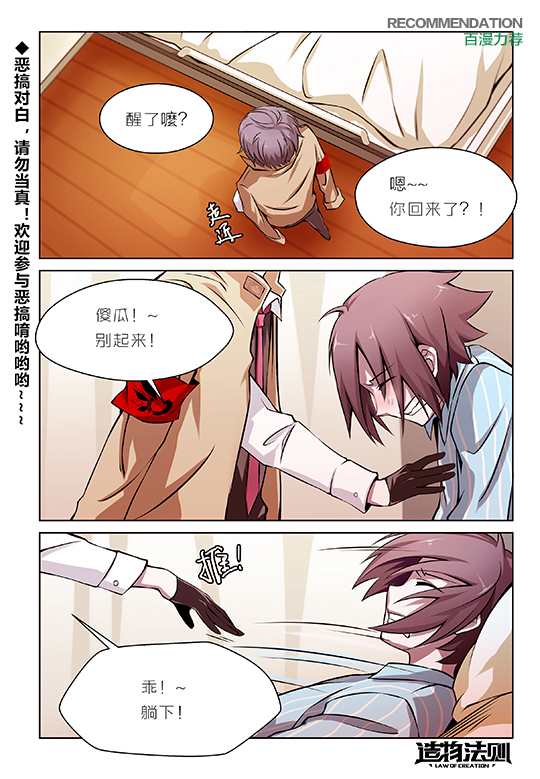 RECOMMENDATION
百漫力荐
◆恶搞对白，请勿当真！欢迎参与恶搞唷哟哟哟~~~
醒了嚒?
嗯~~
你回来了?！
走近
傻瓜！~
别起来！
推!
乖！~
躺下！
造物法则
LAW OF CREATION